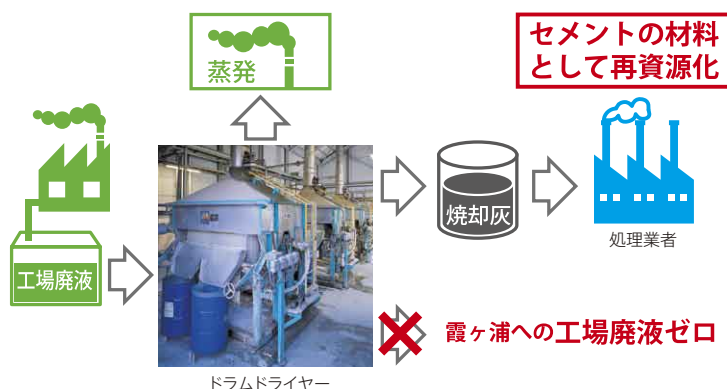 セメントの材料
として再資源化
蒸発
焼却灰
処理業者
工場廃液
霞ヶ浦への工場廃液ゼロ
ドラムドライヤー